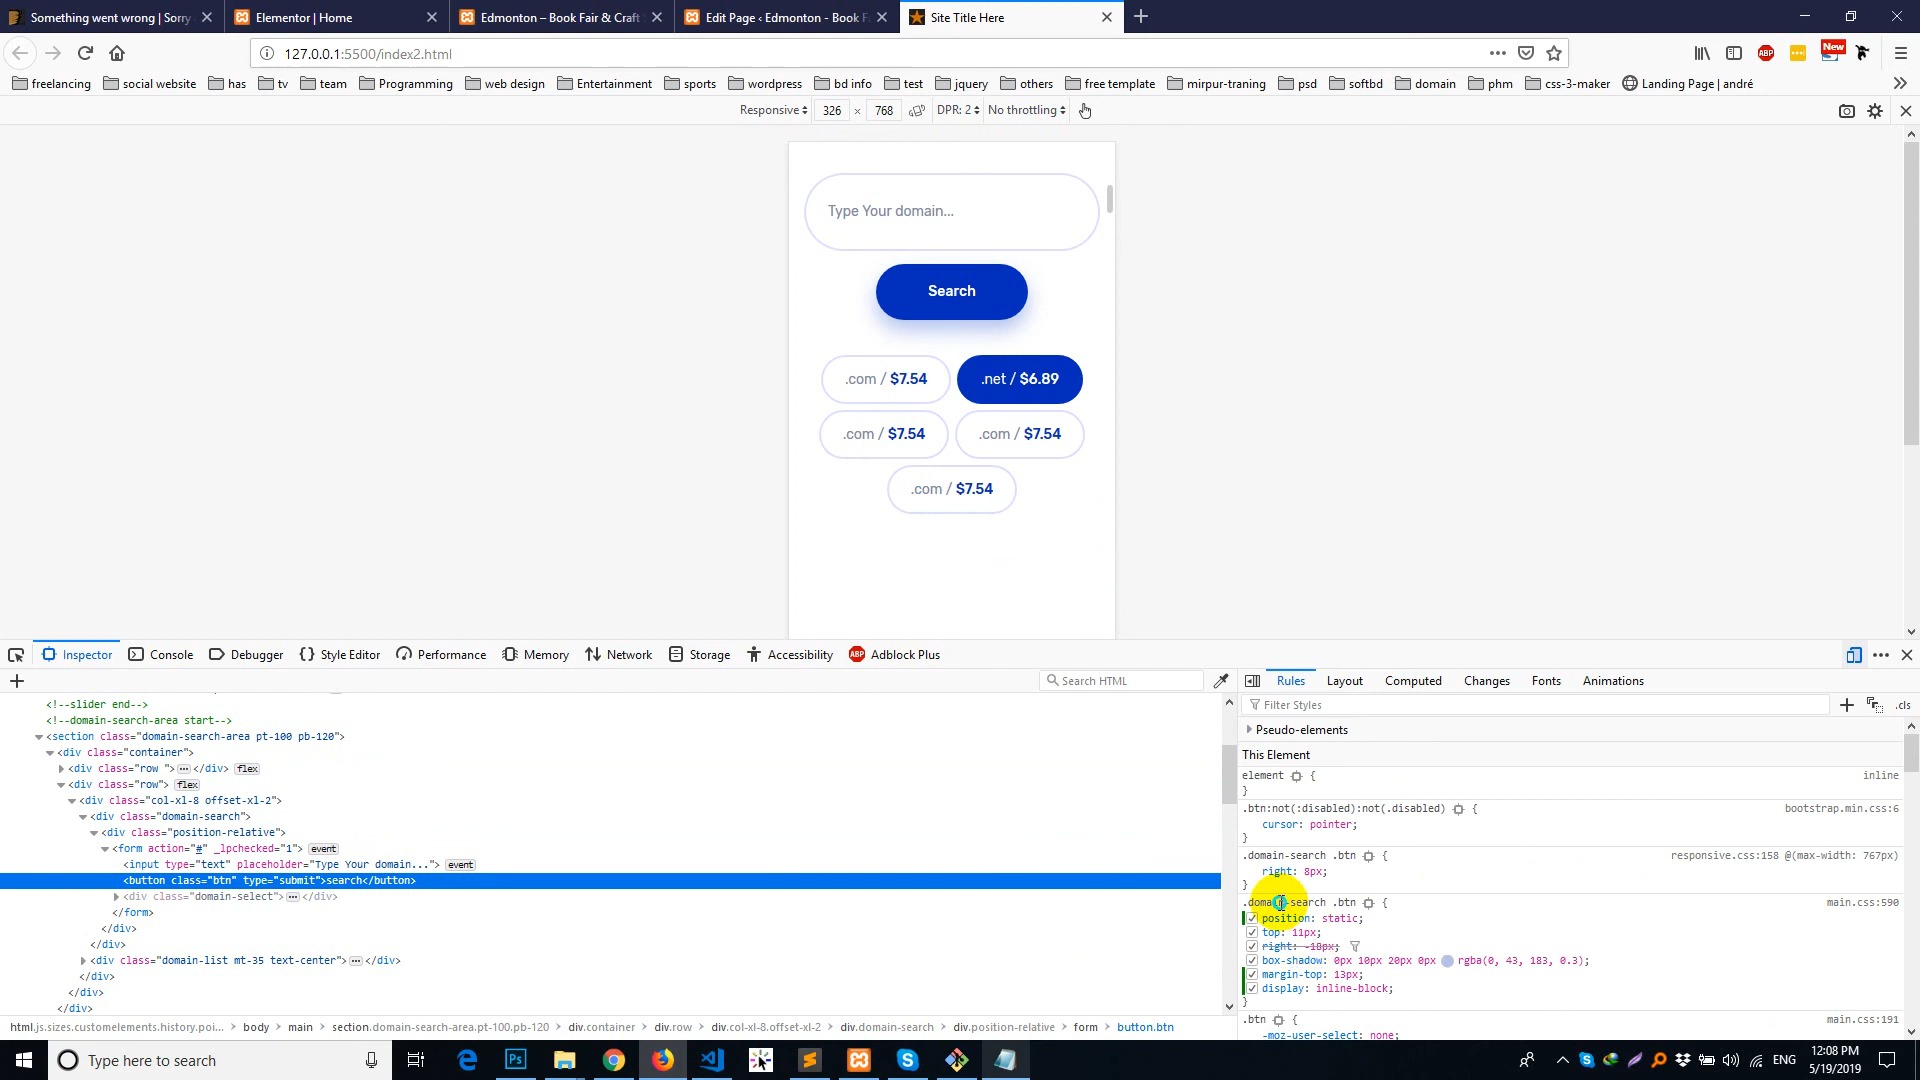 Something went wrong | Sorry
Elementor | Home
Edmonton – Book Fair & Craft
Edit Page ‹ Edmonton - Book F
Site Title Here
127.0.0.1:5500/index2.html
New
freelancing
social website
has
tv
team
Programming
web design
Entertainment
sports
wordpress
bd info
test
jquery
others
free template
mirpur-traning
psd
softbd
domain
phm
css-3-maker
Landing Page | andré
Responsive 326 × 768 DPR: 2 No throttling
Type Your domain...
Search
.com / $7.54
.net / $6.89
.com / $7.54
.com / $7.54
.com / $7.54
Inspector
Console
Debugger
Style Editor
Performance
Memory
Network
Storage
Accessibility
ABP Adblock Plus
Search HTML
Rules
Layout
Computed
Changes
Fonts
Animations
Filter Styles
.cls
<!--slider end-->
<!--domain-search-area start-->
<section class="domain-search-area pt-100 pb-120">
<div class="container">
<div class="row "> ⋯ </div> flex
<div class="row"> flex
<div class="col-xl-8 offset-xl-2">
<div class="domain-search">
<div class="position-relative">
<form action="#" _lpchecked="1"> event
<input type="text" placeholder="Type Your domain..."> event
<button class="btn" type="submit">search</button>
<div class="domain-select"> ⋯ </div>
</form>
</div>
</div>
<div class="domain-list mt-35 text-center"> ⋯ </div>
</div>
</div>
</div>
Pseudo-elements
This Element
element { inline
}
.btn:not(:disabled):not(.disabled) { bootstrap.min.css:6
cursor: pointer;
}
.domain-search .btn { responsive.css:158 @(max-width: 767px)
right: 8px;
}
.domain-search .btn { main.css:590
position: static;
top: 11px;
right: -18px;
box-shadow: 0px 10px 20px 0px rgba(0, 43, 183, 0.3);
margin-top: 13px;
display: inline-block;
}
.btn { main.css:191
-moz-user-select: none;
html.js.sizes.customelements.history.poi...
body
main
section.domain-search-area.pt-100.pb-120
div.container
div.row
div.col-xl-8.offset-xl-2
div.domain-search
div.position-relative
form
button.btn
Type here to search
ENG
12:08 PM
5/19/2019